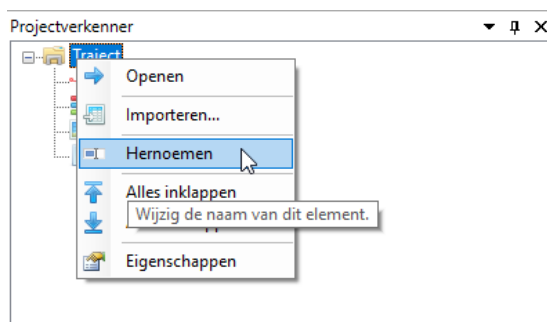 Projectverkenner
Traject
Openen
Importeren...
Hernoemen
Alles inklappen
Wijzig de naam van dit element.
Eigenschappen